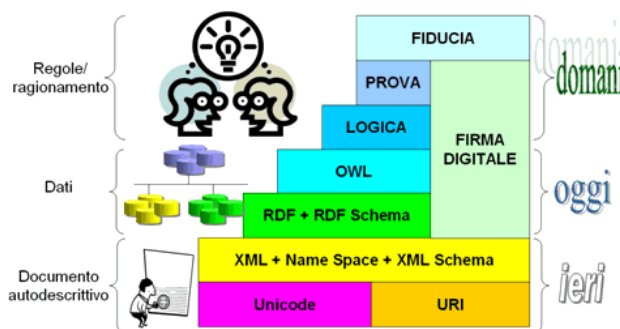 FIDUCIA
domani
domani
Regole/
ragionamento
PROVA
LOGICA
FIRMA
DIGITALE
OWL
Dati
oggi
RDF + RDF Schema
XML + Name Space + XML Schema
Documento
autodescrittivo
ieri
Unicode
URI